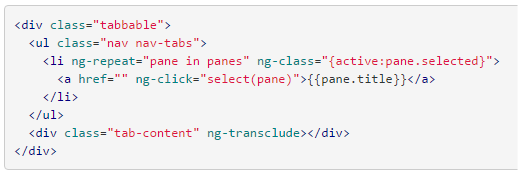 <div class="tabbable">
  <ul class="nav nav-tabs">
    <li ng-repeat="pane in panes" ng-class="{active:pane.selected}">
      <a href="" ng-click="select(pane)">{{pane.title}}</a>
    </li>
  </ul>
  <div class="tab-content" ng-transclude></div>
</div>